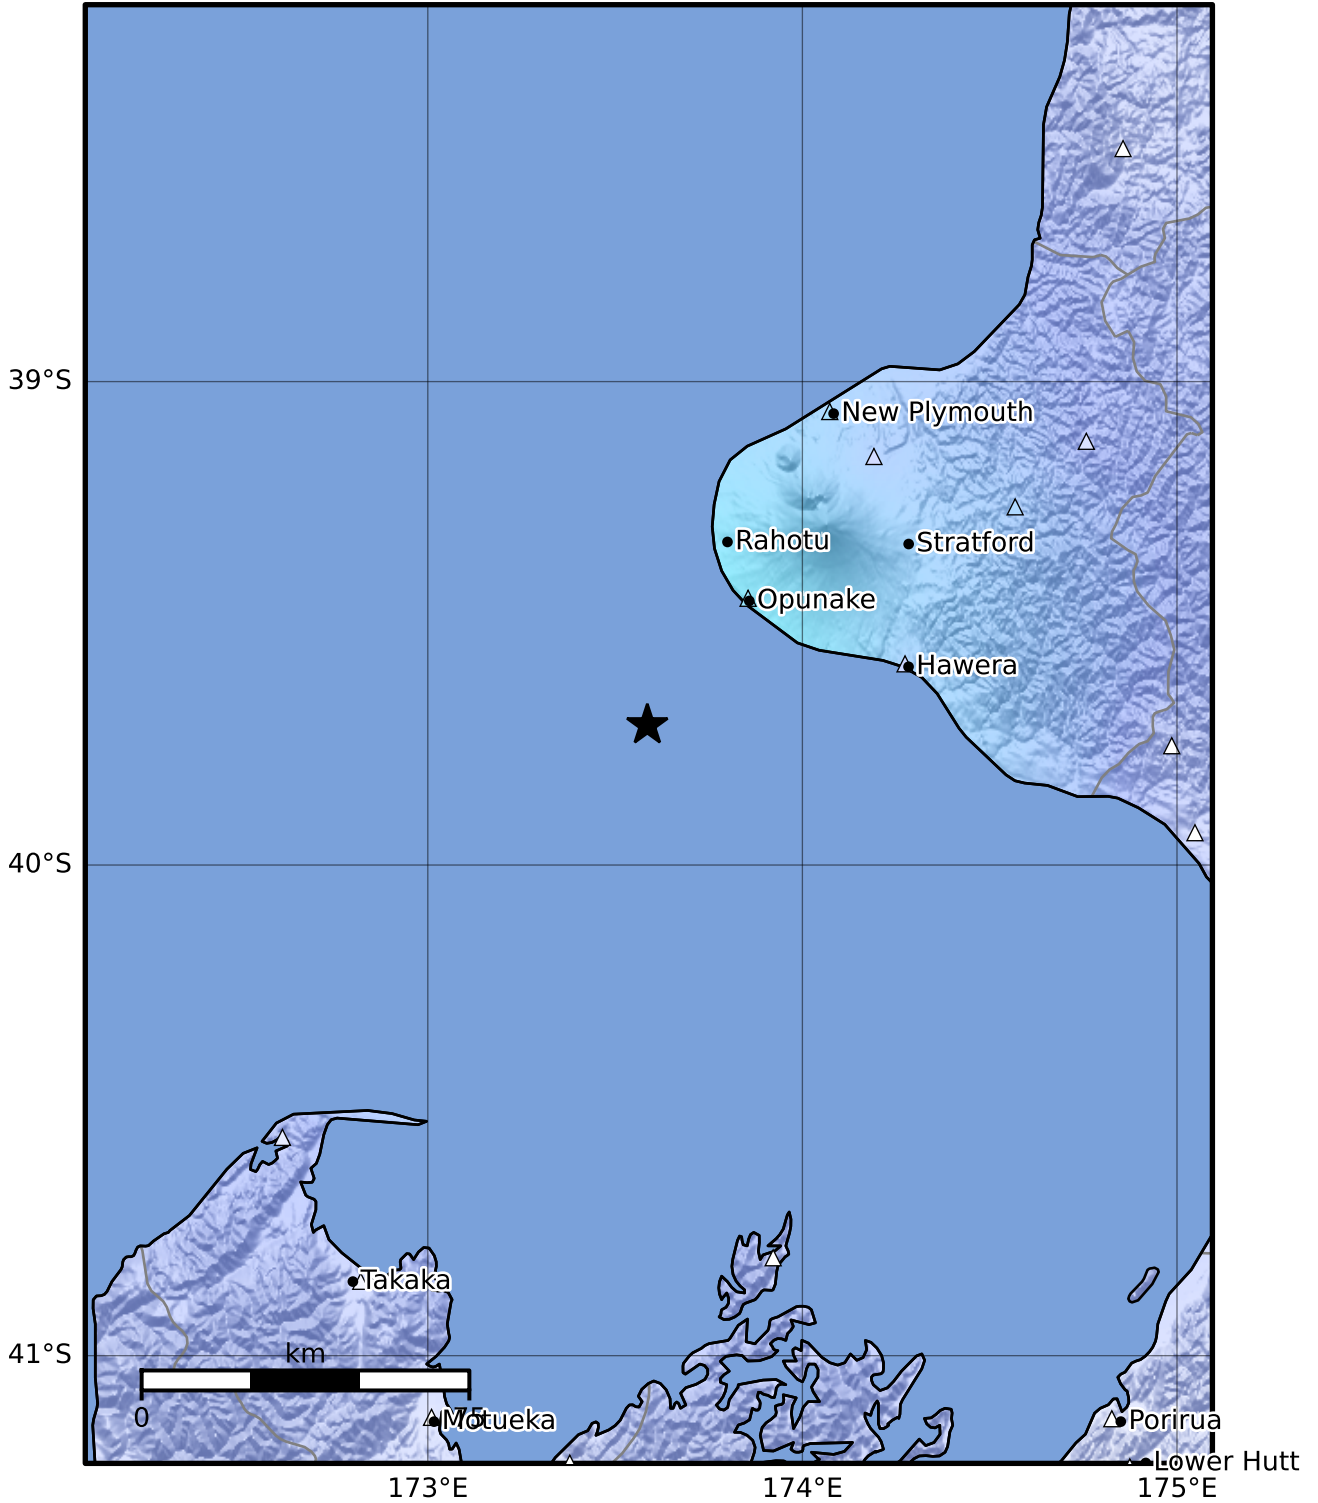 39°S
New Plymouth
Rahotu
Stratford
Opunake
Hawera
40°S
Takaka
41°S
km
0
75
Motueka
Porirua
Lower Hutt
173°E
174°E
175°E